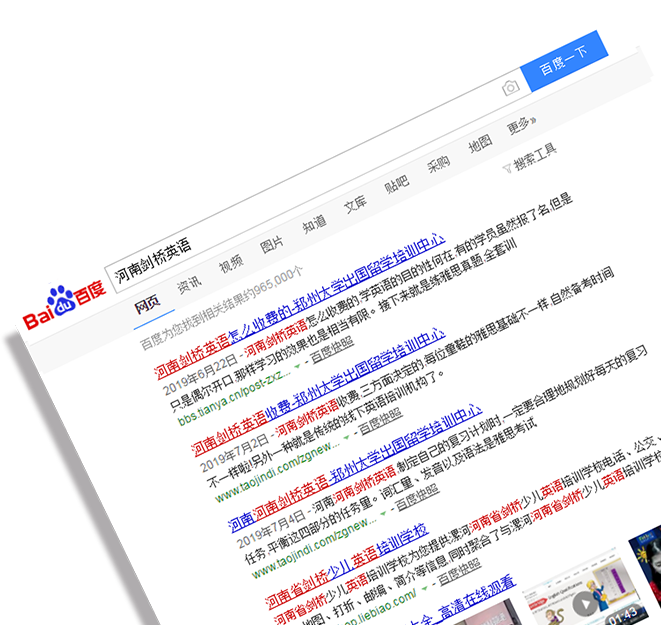 Bai du 百度
河南剑桥英语
百度一下
网页 资讯 视频 图片 知道 文库 贴吧 采购 地图 更多»
百度为您找到相关结果约965,000个
搜索工具
河南剑桥英语怎么收费的-郑州大学出国留学培训中心
2019年6月22日 - 河南剑桥英语怎么收费的,学英语的目的性何在,有的学员虽然报了名,但是
只是偶尔开口,那样学习的效果也是相当有限。接下来就是练雅思真题,全套训
bbs.tianya.cn/post-zxz... - 百度快照
河南剑桥英语收费-郑州大学出国留学培训中心
2019年7月2日 - 河南剑桥英语收费,三方面决定的,每位童鞋的雅思基础不一样,自然备考时间
不一样啦!另外一种就是传统的线下英语培训机构了。
www.taojindi.com/zgnew... - 百度快照
河南河南剑桥英语-郑州大学出国留学培训中心
2019年7月4日 - 河南河南剑桥英语,制定自己的复习计划时,一定要合理地规划好每天的复习
任务,平衡这四部分的任务里。词汇量、发音以及语法是雅思考试
www.taojindi.com/zgnew... - 百度快照
河南省剑桥少儿英语培训学校
河南省剑桥少儿英语培训学校为您提供漯河河南省剑桥少儿英语培训学校电话、公交、
地图、打折、邮编、简介等信息,同时聚合了与漯河河南省剑桥少儿英语培训学校
op.liebiao.com/ - 百度快照
大全_高清在线观看
01:43